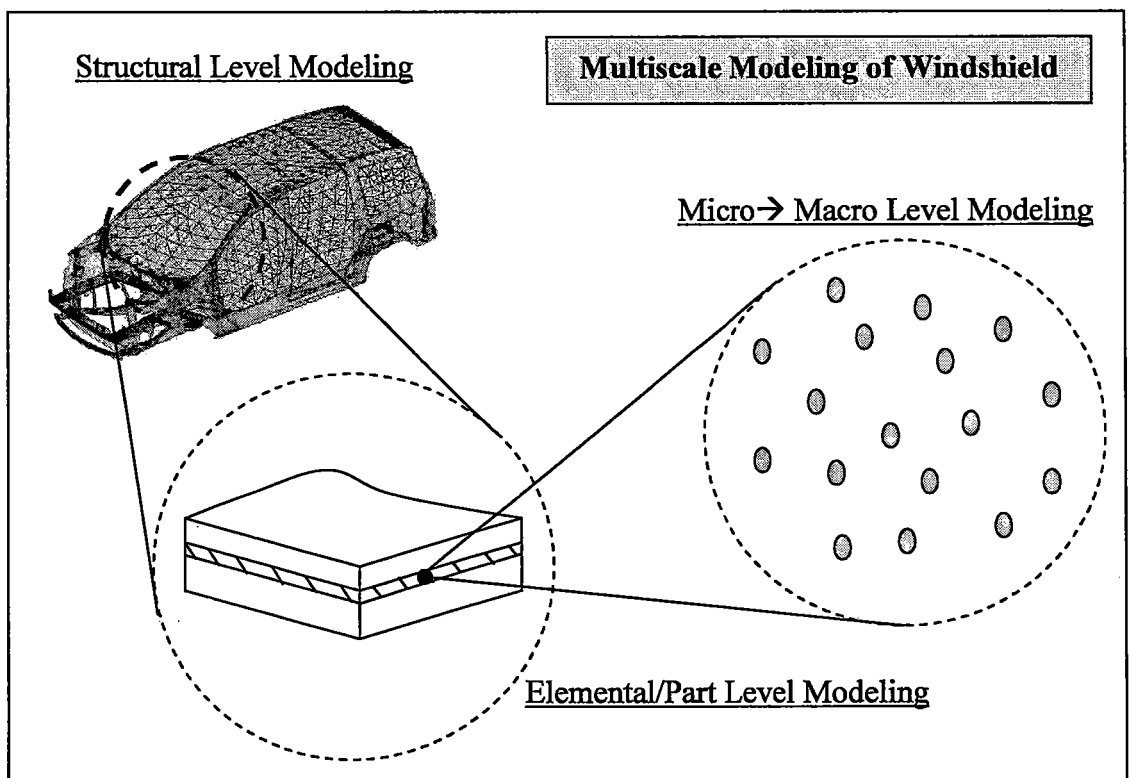 Structural Level Modeling
Multiscale Modeling of Windshield
Micro→ Macro Level Modeling
Elemental/Part Level Modeling